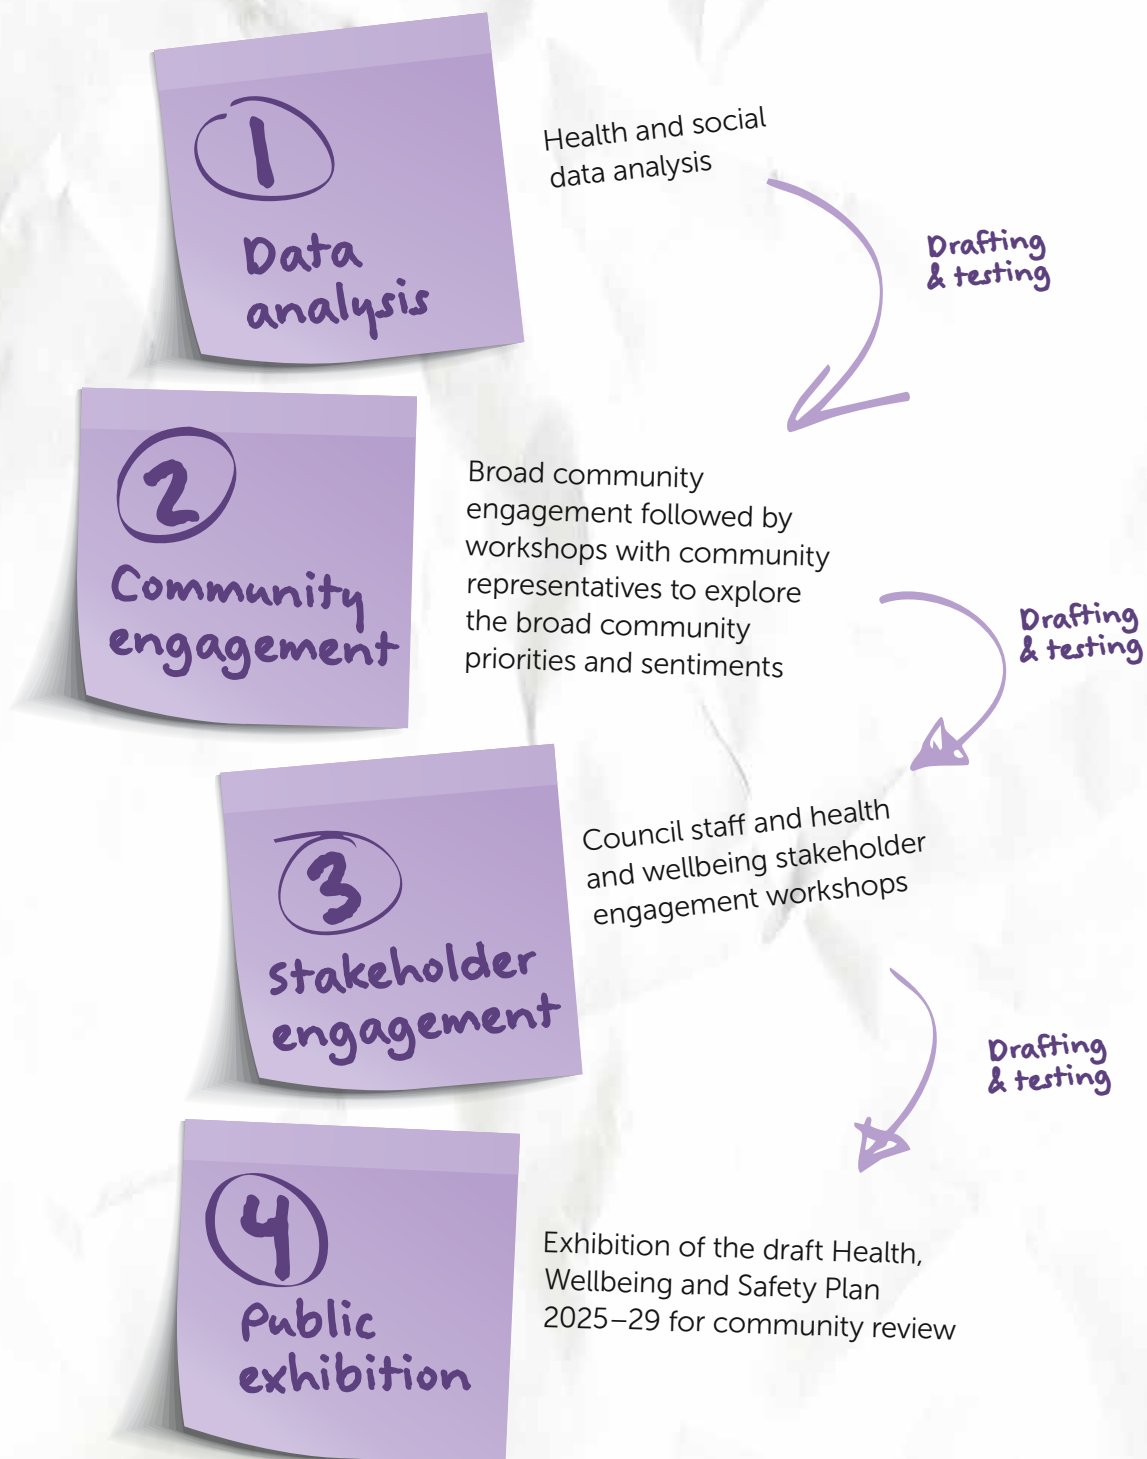 1
Data
analysis
Health and social
data analysis
Drafting
& testing
2
Community
engagement
Broad community
engagement followed by
workshops with community
representatives to explore
the broad community
priorities and sentiments
Drafting
& testing
3
stakeholder
engagement
Council staff and health
and wellbeing stakeholder
engagement workshops
Drafting
& testing
4
Public
exhibition
Exhibition of the draft Health,
Wellbeing and Safety Plan
2025–29 for community review